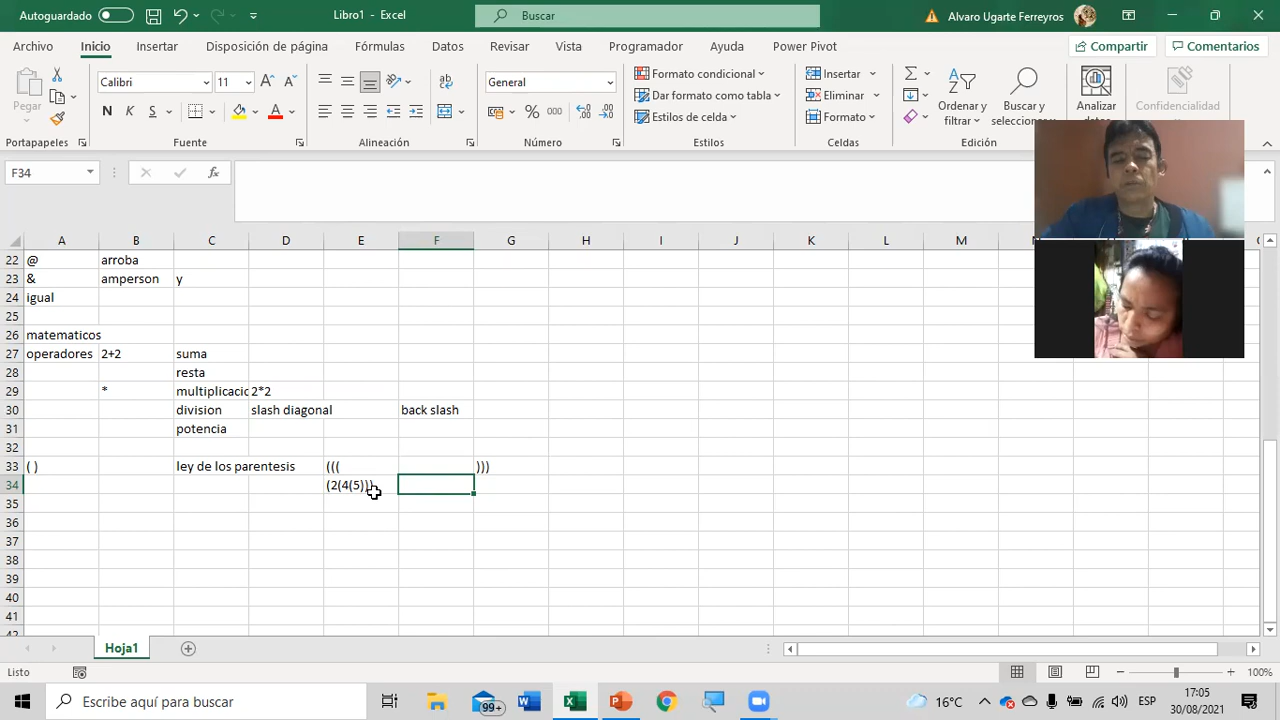 Autoguardado
Libro1 - Excel
Buscar
Alvaro Ugarte Ferreyros
Archivo Inicio Insertar Disposición de página Fórmulas Datos Revisar Vista Programador Ayuda Power Pivot
Compartir Comentarios
Pegar
Calibri 11
N K S
General
% 000
Formato condicional
Dar formato como tabla
Estilos de celda
Insertar
Eliminar
Formato
Ordenar y filtrar
Buscar y seleccionar
Analizar datos
Confidencialidad
Portapapeles Fuente Alineación Número Estilos Celdas Edición
F34
fx
A B C D E F G H I J K L M
22 @ arroba
23 & amperson y
24 igual
25
26 matematicos
27 operadores 2+2 suma
28 resta
29 * multiplicacic 2*2
30 division slash diagonal back slash
31 potencia
32
33 ( ) ley de los parentesis ((( )))
34 (2(4(5)))
35
36
37
38
39
40
41
42
Hoja1
Listo
100%
Escribe aquí para buscar
99+
16°C
ESP
17:05
30/08/2021